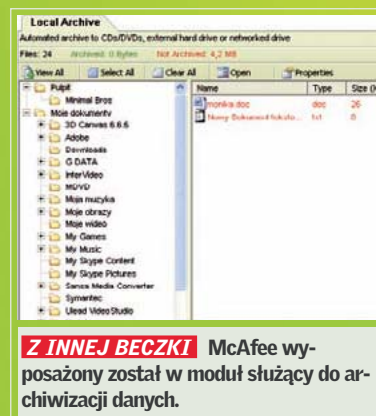 Local Archive
Automated archive to CDs/DVDs, external hard drive or networked drive
Files: 24 Archived: 0 Bytes Not Archived: 4,2 MB
View All Select All Clear All Open Properties
Pulpit
Minimal Bros
Moje dokumenty
3D Canvas 6.6.5
Adobe
Downloads
G DATA
InterVideo
MDVD
Moja muzyka
Moje obrazy
Moje wideo
My Games
My Music
My Skype Content
My Skype Pictures
Sansa Media Converter
Symantec
Ulead VideoStudio
Name Type Size (K
monika.doc doc 26
Nowy Dokument txt 0
Z INNEJ BECZKI McAfee wy-
posażony został w moduł służący do ar-
chiwizacji danych.